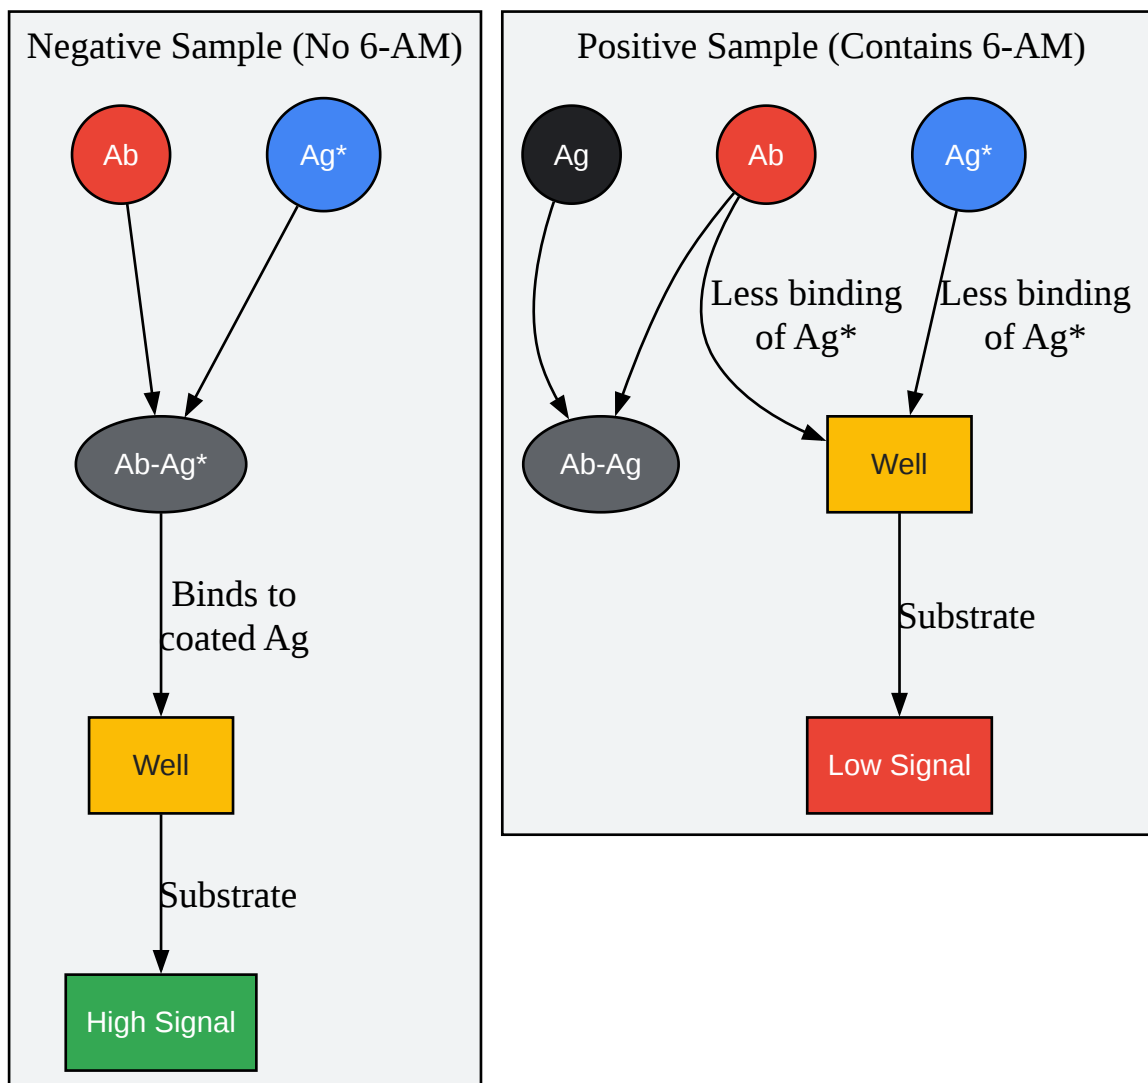 Negative Sample (No 6-AM)
Ab
Ag*
Ab-Ag*
Binds to
coated Ag
Well
Substrate
High Signal
Positive Sample (Contains 6-AM)
Ag
Ab
Ag*
Less binding
of Ag*
Less binding
of Ag*
Ab-Ag
Well
Substrate
Low Signal